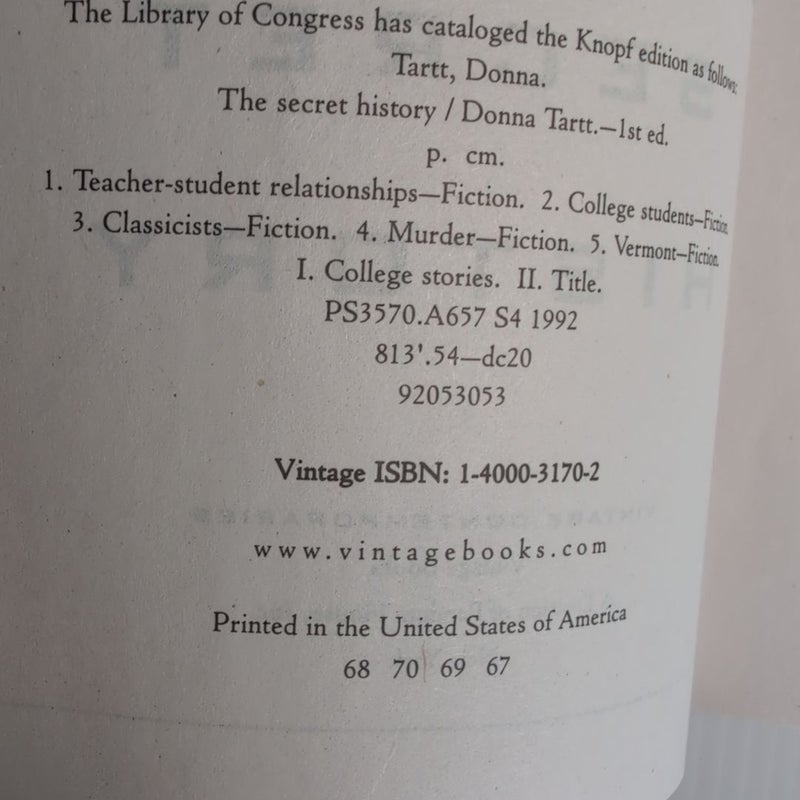 The Library of Congress has cataloged the Knopf edition as follows:
Tartt, Donna.
The secret history / Donna Tartt.—1st ed.
p. cm.
1. Teacher-student relationships—Fiction. 2. College students—Fiction.
3. Classicists—Fiction. 4. Murder—Fiction. 5. Vermont—Fiction.
I. College stories. II. Title.
PS3570.A657 S4 1992
813'.54—dc20
92053053
Vintage ISBN: 1-4000-3170-2
www.vintagebooks.com
Printed in the United States of America
68 70 69 67